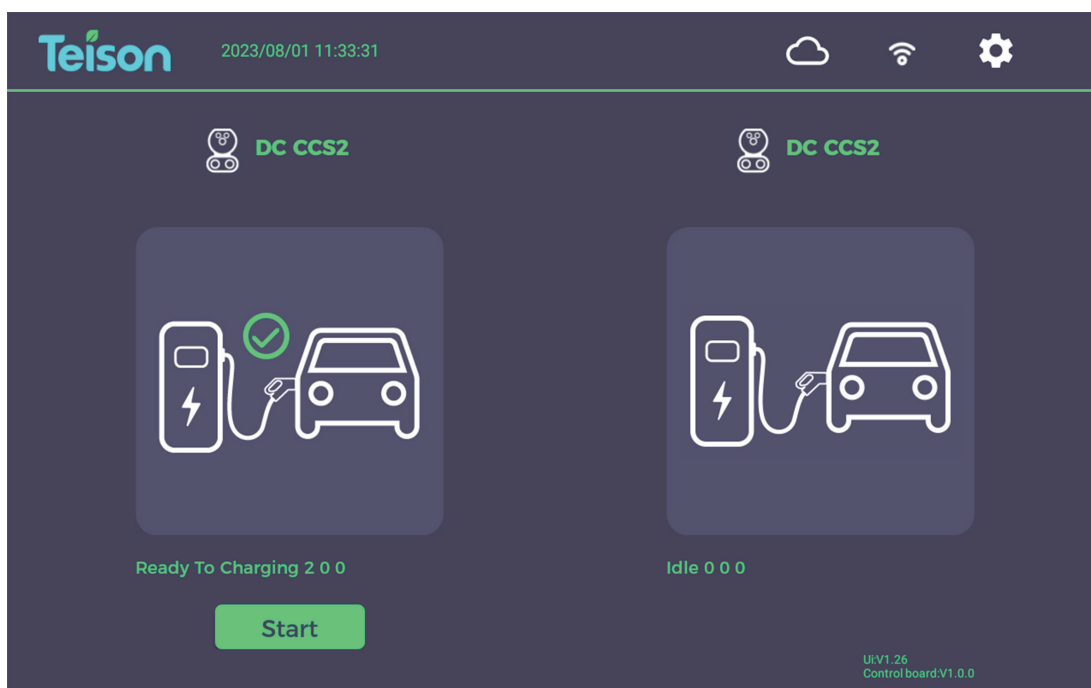 Teison
2023/08/01 11:33:31
DC CCS2
DC CCS2
Ready To Charging 2 0 0
Idle 0 0 0
Start
Ui:V1.26
Control board:V1.0.0